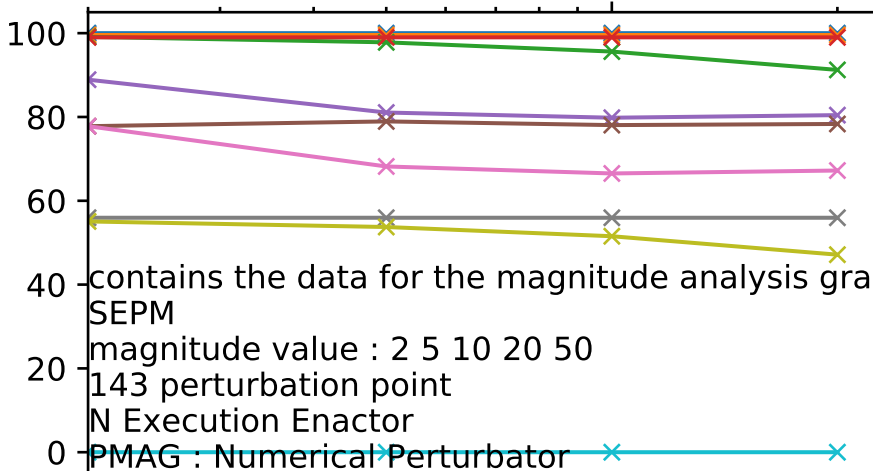 100
80
60
40
20
0
contains the data for the magnitude analysis gra
SEPM
magnitude value : 2 5 10 20 50
143 perturbation point
N Execution Enactor
PMAG : Numerical Perturbator